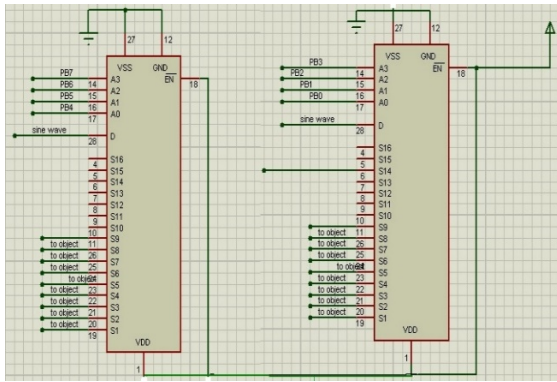 27
12
VSS
GND
PB7
A3
EN
18
14
PB6
A2
15
PB5
A1
16
PB4
A0
17
sine wave
D
28
S16
4
S15
5
S14
6
S13
7
S12
8
S11
9
S10
10
S9
to object
11
S8
to object
26
S7
to object
25
S6
to object
S5
to object
23
S4
to object
22
S3
to object
21
S2
to object
20
S1
19
VDD
1
27
12
VSS
GND
PB3
A3
EN
18
14
PB2
A2
15
PB1
A1
16
PB0
A0
17
sine wave
D
28
S16
4
S15
5
S14
6
S13
7
S12
8
S11
9
S10
10
S9
to object
11
S8
to object
26
S7
to object
25
S6
to object
S5
to object
23
S4
to object
22
S3
to object
21
S2
to object
20
S1
19
VDD
1